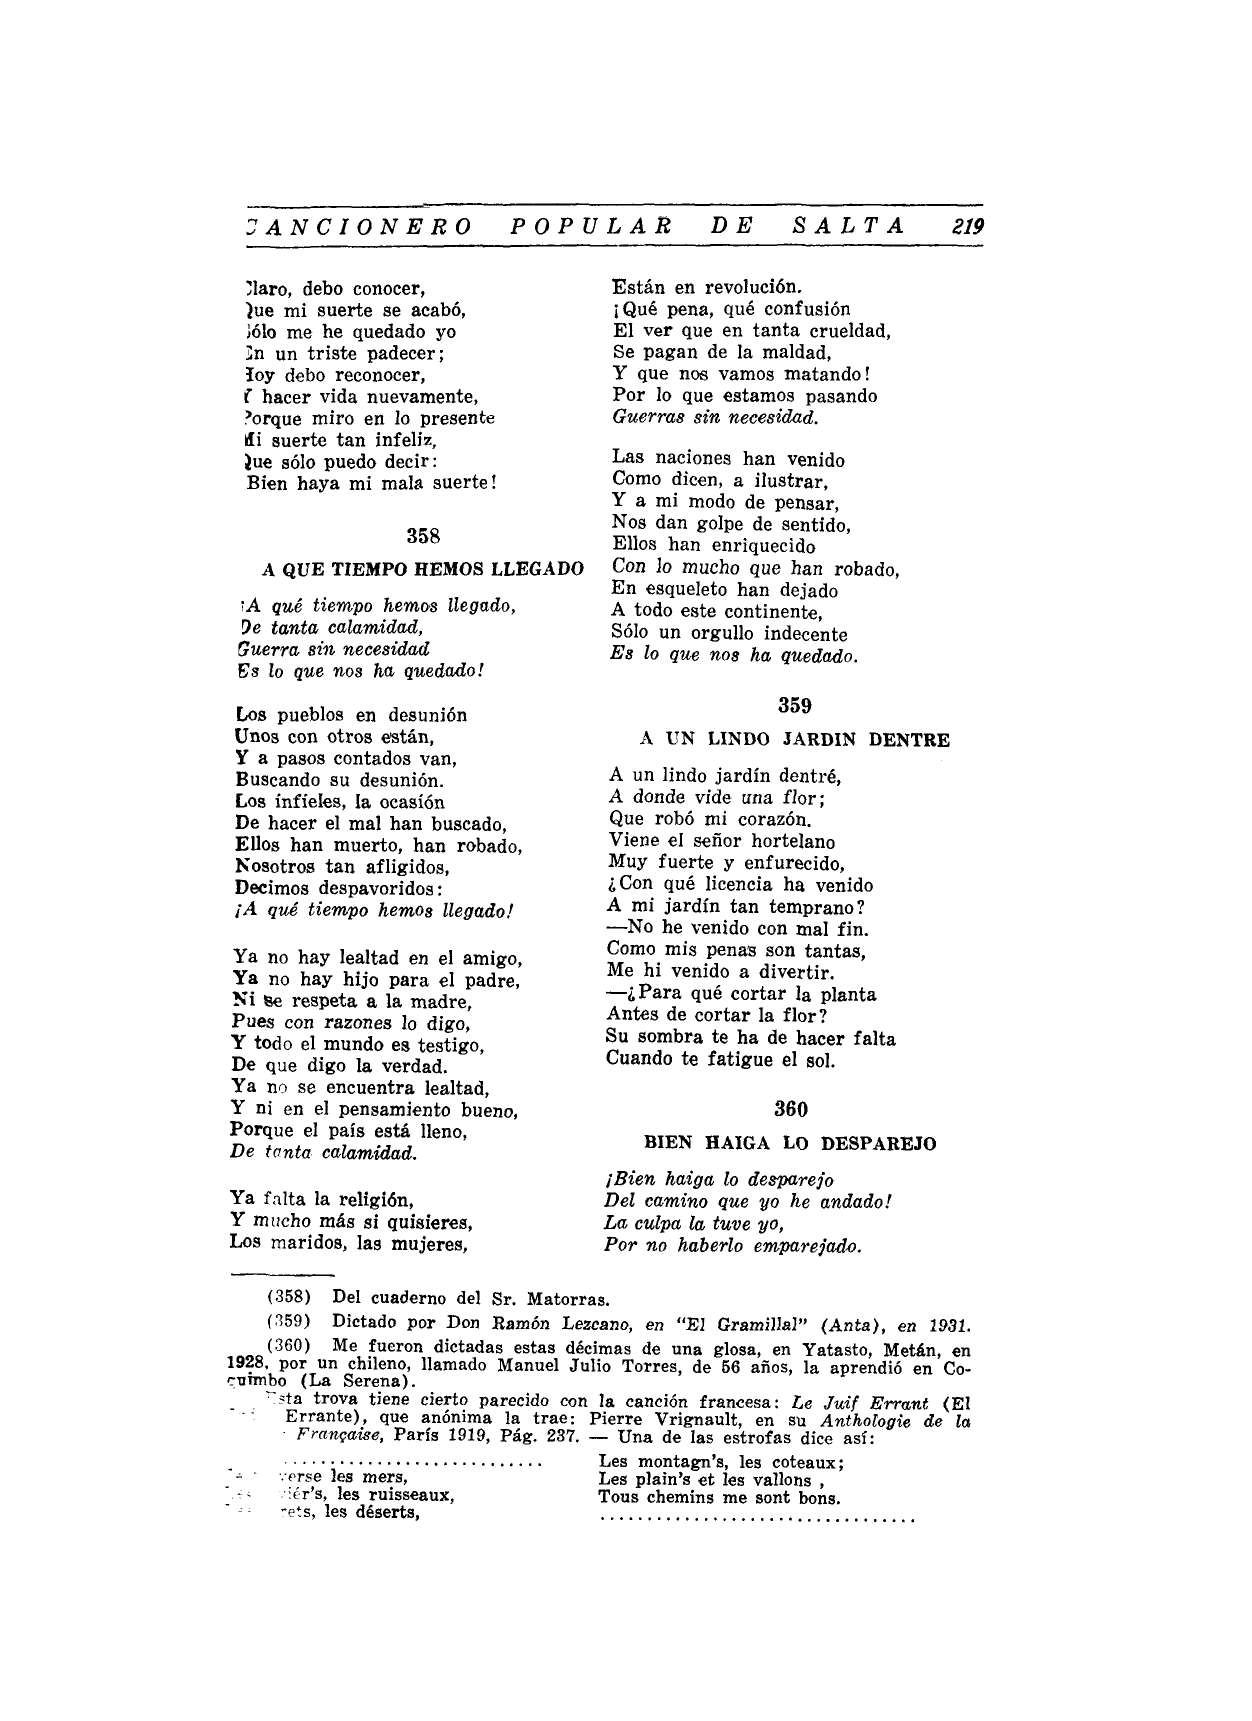 CANCIONERO POPULAR DE SALTA 219
Claro, debo conocer,
Que mi suerte se acabó,
Sólo me he quedado yo
En un triste padecer;
Hoy debo reconocer,
Y hacer vida nuevamente,
Porque miro en lo presente
Mi suerte tan infeliz,
Que sólo puedo decir:
Bien haya mi mala suerte!
358
A QUE TIEMPO HEMOS LLEGADO
¡A qué tiempo hemos llegado,
De tanta calamidad,
Guerra sin necesidad
Es lo que nos ha quedado!
Los pueblos en desunión
Unos con otros están,
Y a pasos contados van,
Buscando su desunión.
Los infieles, la ocasión
De hacer el mal han buscado,
Ellos han muerto, han robado,
Nosotros tan afligidos,
Decimos despavoridos:
¡A qué tiempo hemos llegado!
Ya no hay lealtad en el amigo,
Ya no hay hijo para el padre,
Ni se respeta a la madre,
Pues con razones lo digo,
Y todo el mundo es testigo,
De que digo la verdad.
Ya no se encuentra lealtad,
Y ni en el pensamiento bueno,
Porque el país está lleno,
De tanta calamidad.
Ya falta la religión,
Y mucho más si quisieres,
Los maridos, las mujeres,
Están en revolución.
¡Qué pena, qué confusión
El ver que en tanta crueldad,
Se pagan de la maldad,
Y que nos vamos matando!
Por lo que estamos pasando
Guerras sin necesidad.
Las naciones han venido
Como dicen, a ilustrar,
Y a mi modo de pensar,
Nos dan golpe de sentido,
Ellos han enriquecido
Con lo mucho que han robado,
En esqueleto han dejado
A todo este continente,
Sólo un orgullo indecente
Es lo que nos ha quedado.
359
A UN LINDO JARDIN DENTRE
A un lindo jardín dentré,
A donde vide una flor;
Que robó mi corazón.
Viene el señor hortelano
Muy fuerte y enfurecido,
¿Con qué licencia ha venido
A mi jardín tan temprano?
—No he venido con mal fin.
Como mis penas son tantas,
Me hi venido a divertir.
—¿Para qué cortar la planta
Antes de cortar la flor?
Su sombra te ha de hacer falta
Cuando te fatigue el sol.
360
BIEN HAIGA LO DESPAREJO
¡Bien haiga lo desparejo
Del camino que yo he andado!
La culpa la tuve yo,
Por no haberlo emparejado.
(358) Del cuaderno del Sr. Matorras.
(359) Dictado por Don Ramón Lezcano, en "El Gramillal" (Anta), en 1931.
(360) Me fueron dictadas estas décimas de una glosa, en Yatasto, Metán, en
1928, por un chileno, llamado Manuel Julio Torres, de 56 años, la aprendió en Co-
quimbo (La Serena).
Esta trova tiene cierto parecido con la canción francesa: Le Juif Errant (El
Errante), que anónima la trae: Pierre Vrignault, en su Anthologie de la
Française, París 1919, Pág. 237. — Una de las estrofas dice así:
............................
verse les mers,
les ruisseaux,
les déserts,
Les montagn's, les coteaux;
Les plain's et les vallons ,
Tous chemins me sont bons.
..................................